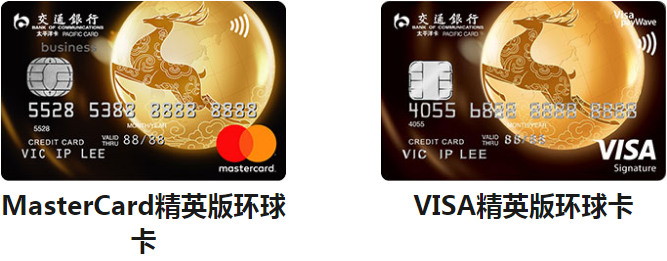 交通银行
BANK OF COMMUNICATIONS
太平洋卡 PACIFIC CARD
business
5528 5388 8888 8888
5528
MONTH/YEAR
CREDIT CARD VALID THRU 88/88
VIC IP LEE
mastercard.
MasterCard精英版环球
卡
交通银行
BANK OF COMMUNICATIONS
太平洋卡 PACIFIC CARD
Visa
payWave
4055
4055
MONTH/YEAR
CREDIT CARD VALID THRU 88/88
VIC IP LEE
VISA
Signature
VISA精英版环球卡